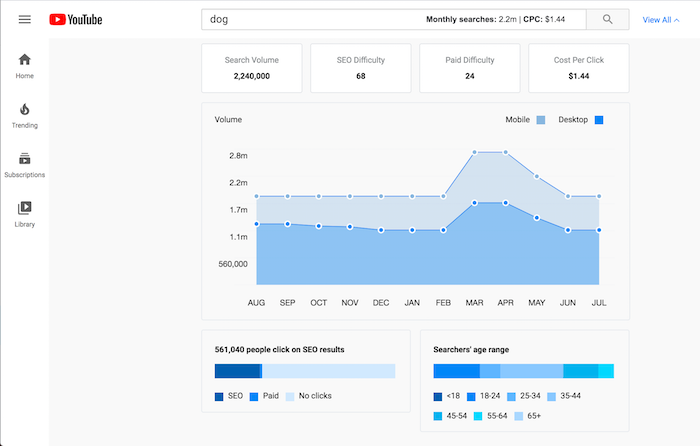 YouTube
dog Monthly searches: 2.2m | CPC: $1.44 View All
Home
Trending
Subscriptions
Library
Search Volume SEO Difficulty Paid Difficulty Cost Per Click
2,240,000 68 24 $1.44
Volume Mobile Desktop
2.8m
2.2m
1.7m
1.1m
560,000
AUG SEP OCT NOV DEC JAN FEB MAR APR MAY JUN JUL
561,040 people click on SEO results
SEO Paid No clicks
Searchers' age range
<18 18-24 25-34 35-44
45-54 55-64 65+